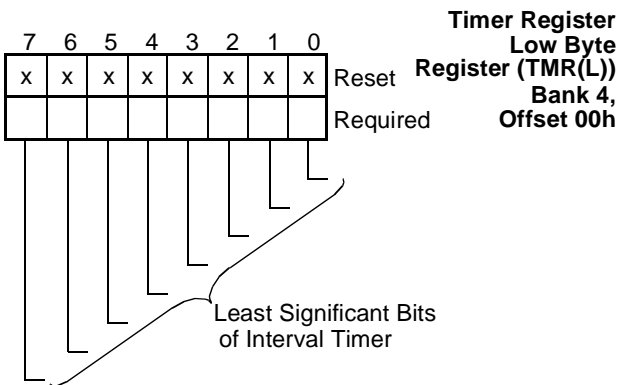 Timer Register
Low Byte
Register (TMR(L))
Bank 4,
Offset 00h
7 6 5 4 3 2 1 0
x x x x x x x x Reset
Required
Least Significant Bits
of Interval Timer